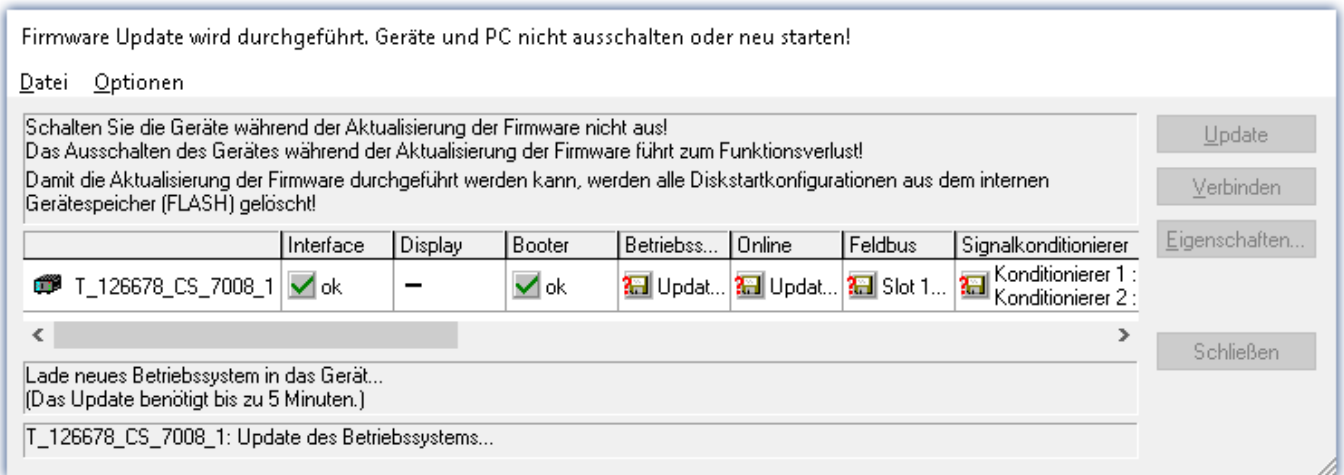 Firmware Update wird durchgeführt. Geräte und PC nicht ausschalten oder neu starten!
Datei Optionen
Schalten Sie die Geräte während der Aktualisierung der Firmware nicht aus!
Das Ausschalten des Gerätes während der Aktualisierung der Firmware führt zum Funktionsverlust!
Damit die Aktualisierung der Firmware durchgeführt werden kann, werden alle Diskstartkonfigurationen aus dem internen
Gerätespeicher (FLASH) gelöscht!
Update
Verbinden
Eigenschaften...
Schließen
Interface Display Booter Betriebss... Online Feldbus Signalkonditionierer
T_126678_CS_7008_1 ok – ok Updat... Updat... Slot 1... Konditionierer 1 :
Konditionierer 2 :
Lade neues Betriebssystem in das Gerät...
(Das Update benötigt bis zu 5 Minuten.)
T_126678_CS_7008_1: Update des Betriebssystems...